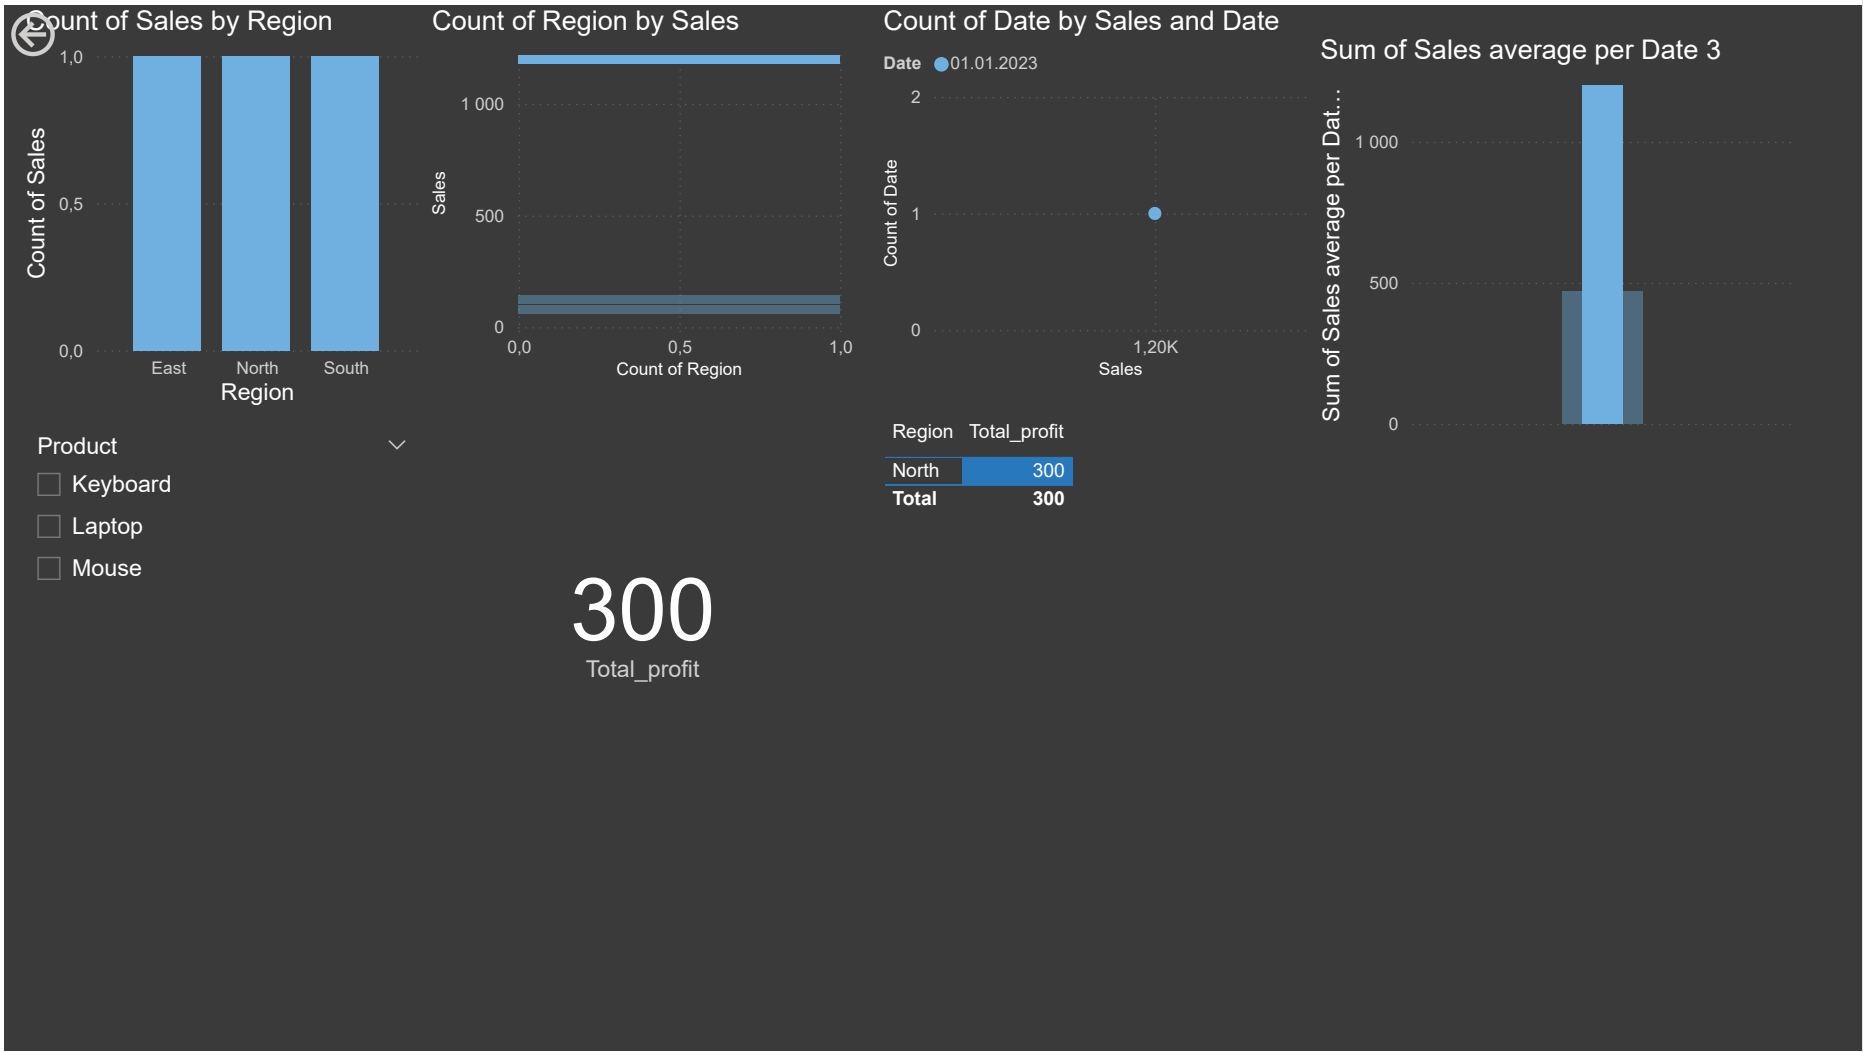 Count of Sales by Region
1,0
0,5
0,0
Count of Sales
East
North
South
Region
Count of Region by Sales
1 000
500
0
Sales
0,0
0,5
1,0
Count of Region
Count of Date by Sales and Date
Date
01.01.2023
2
1
0
Count of Date
1,20K
Sales
Sum of Sales average per Date 3
1 000
500
0
Sum of Sales average per Dat...
Product
Keyboard
Laptop
Mouse
Region Total_profit
North 300
Total 300
300
Total_profit